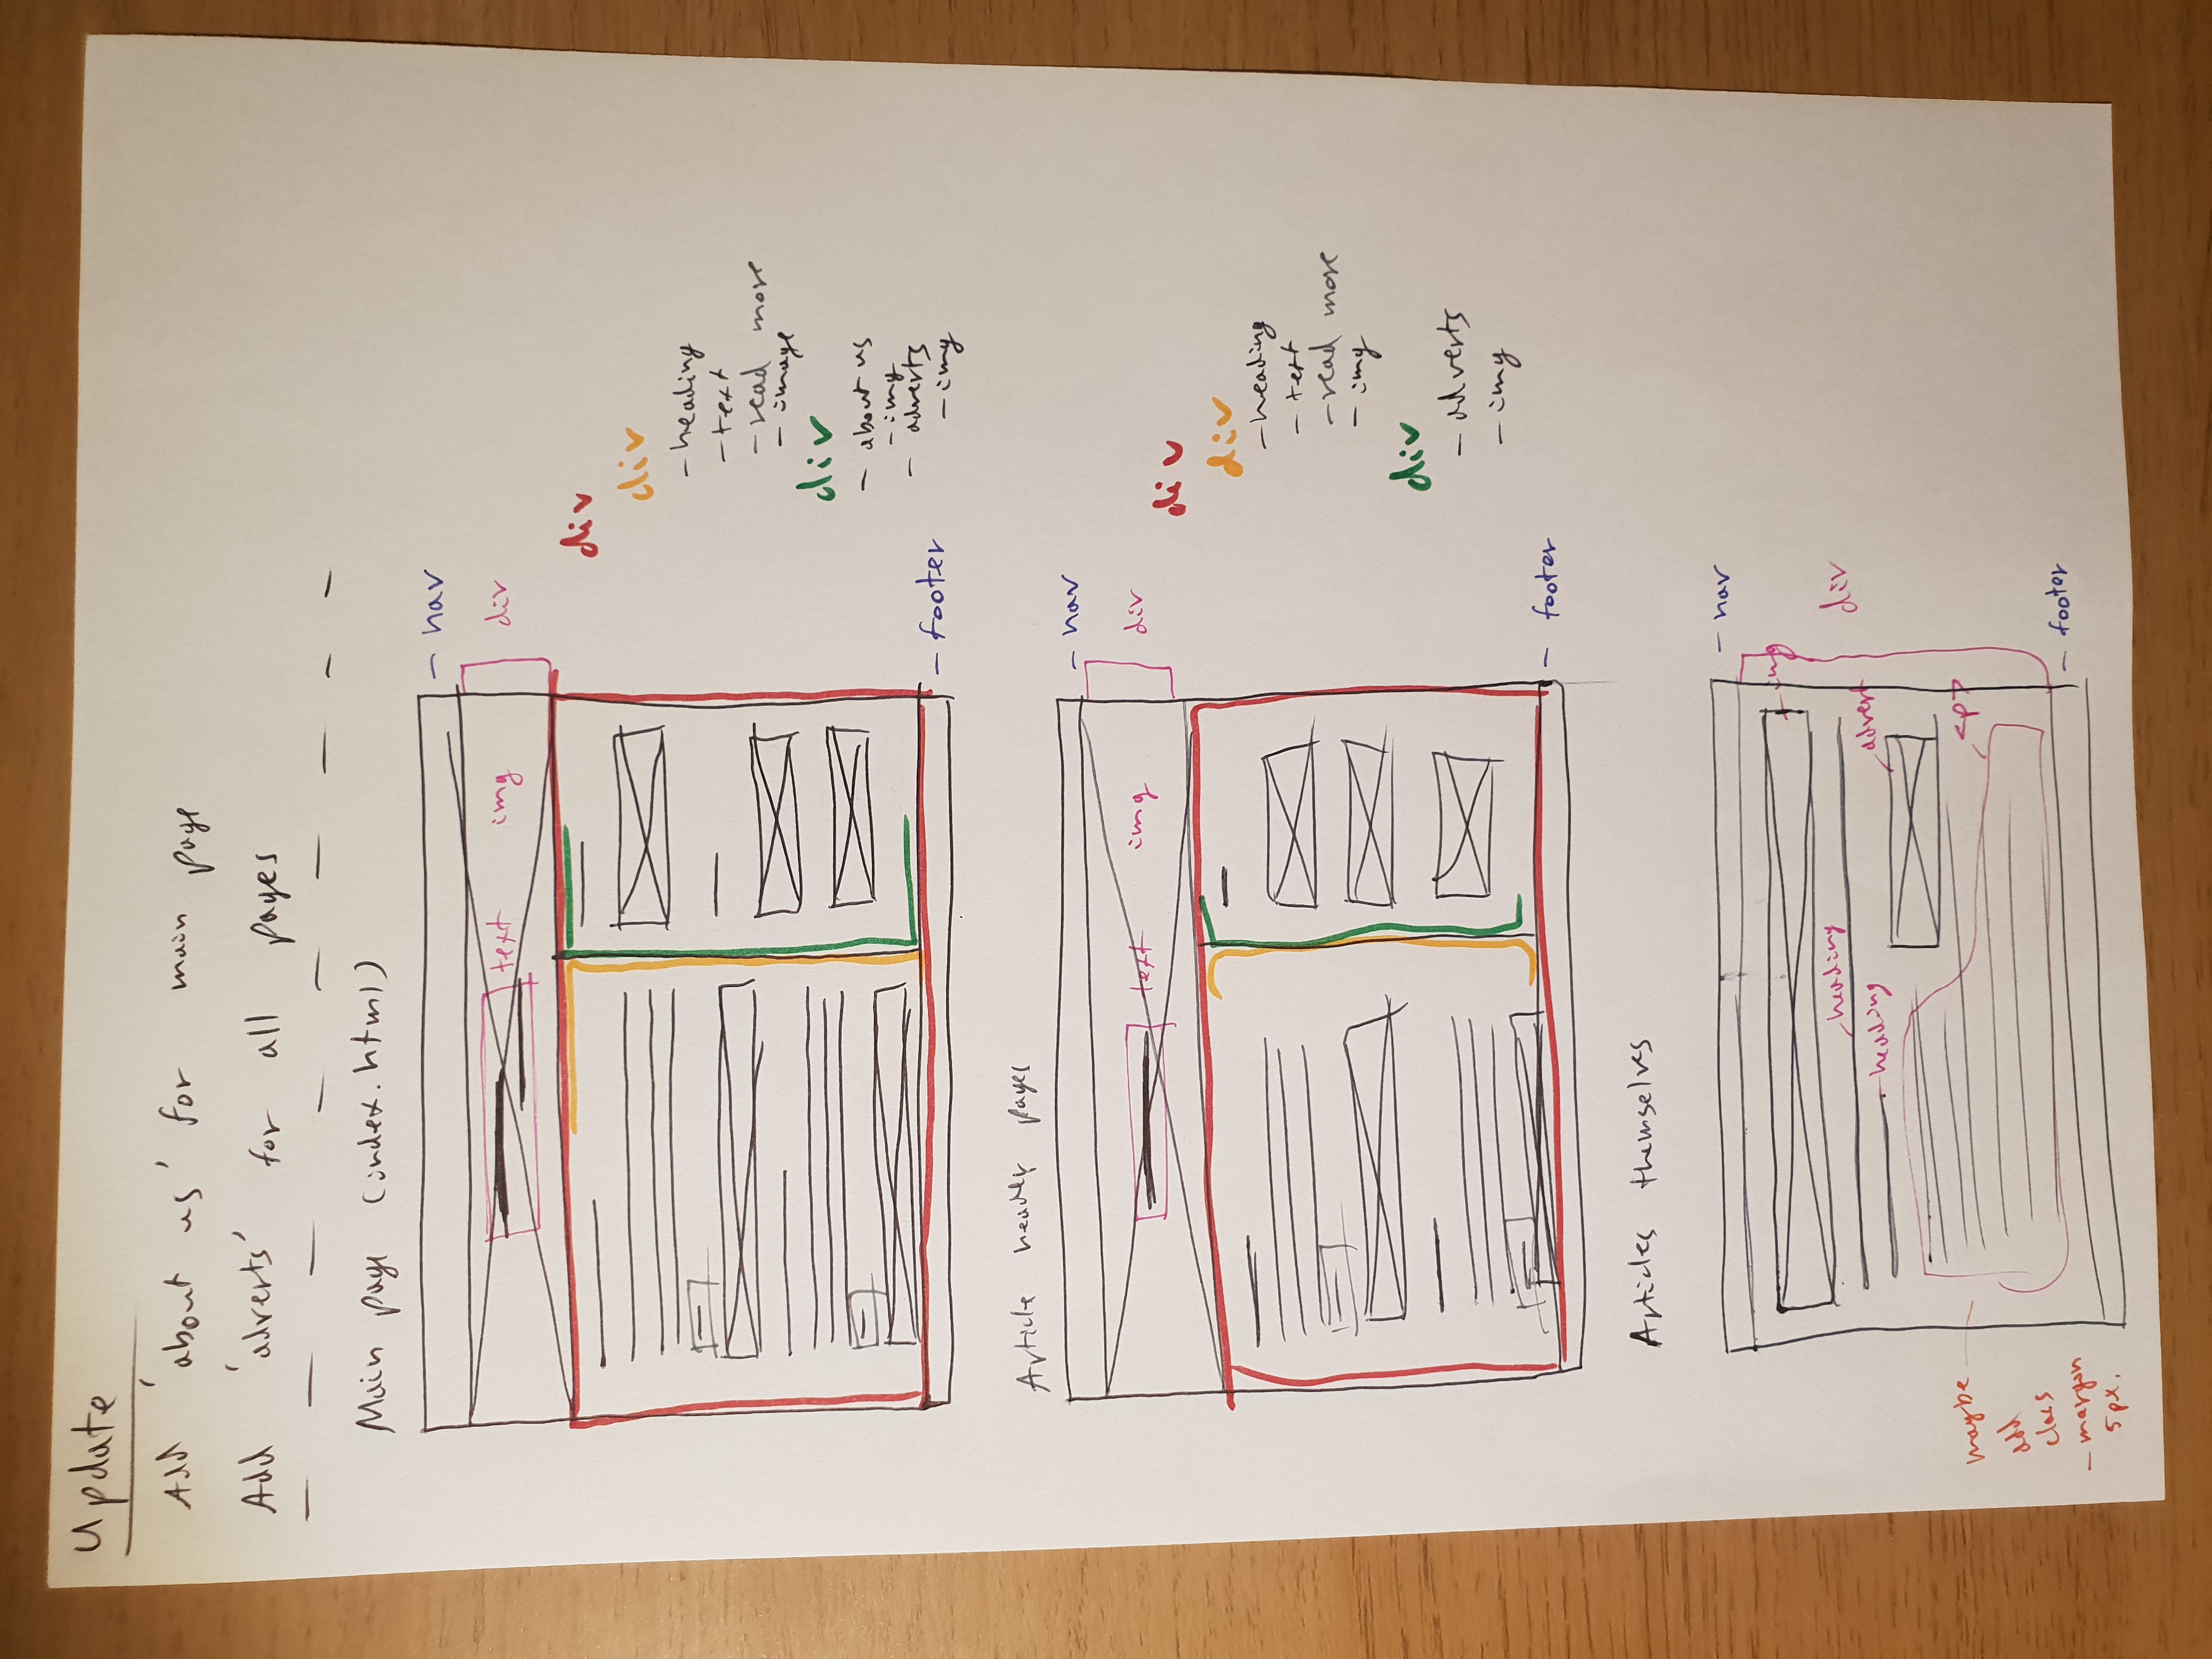 Update
Add 'about us' for main page
Add 'adverts' for all pages
Main page (index.html)
- nav
text img div
div
div
- heading
- text
- read more
- image
div
- about us
- img
- adverts
- img
- footer
Article header pages
- nav
text img div
div
div
- heading
- text
- read more
- img
div
- adverts
- img
- footer
Articles themselves
- nav
img
heading
div
heading
advert
<p>
maybe
add
class
- margin
5px.
- footer